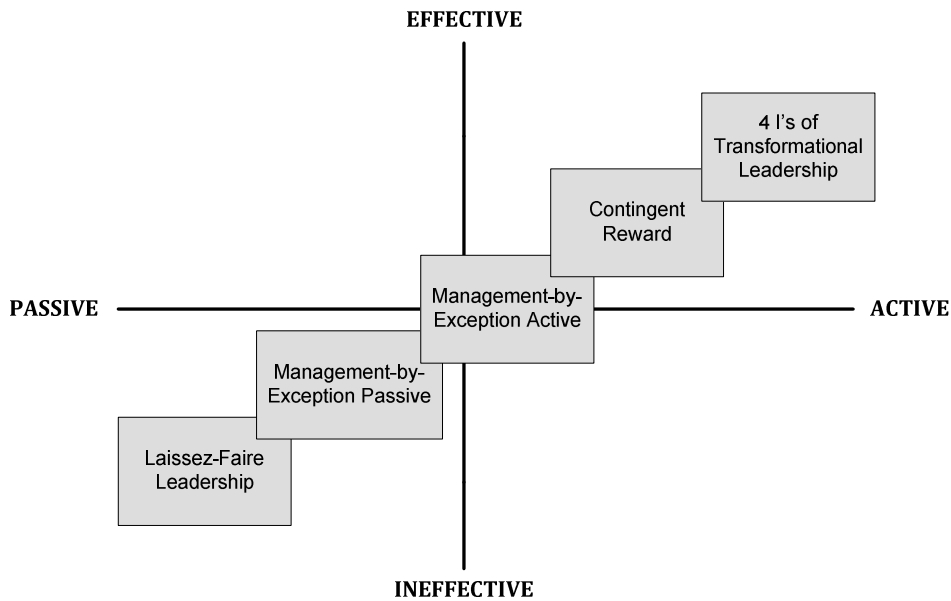 EFFECTIVE
4 I's of
Transformational
Leadership
Contingent
Reward
Management-by-
Exception Active
PASSIVE
ACTIVE
Management-by-
Exception Passive
Laissez-Faire
Leadership
INEFFECTIVE